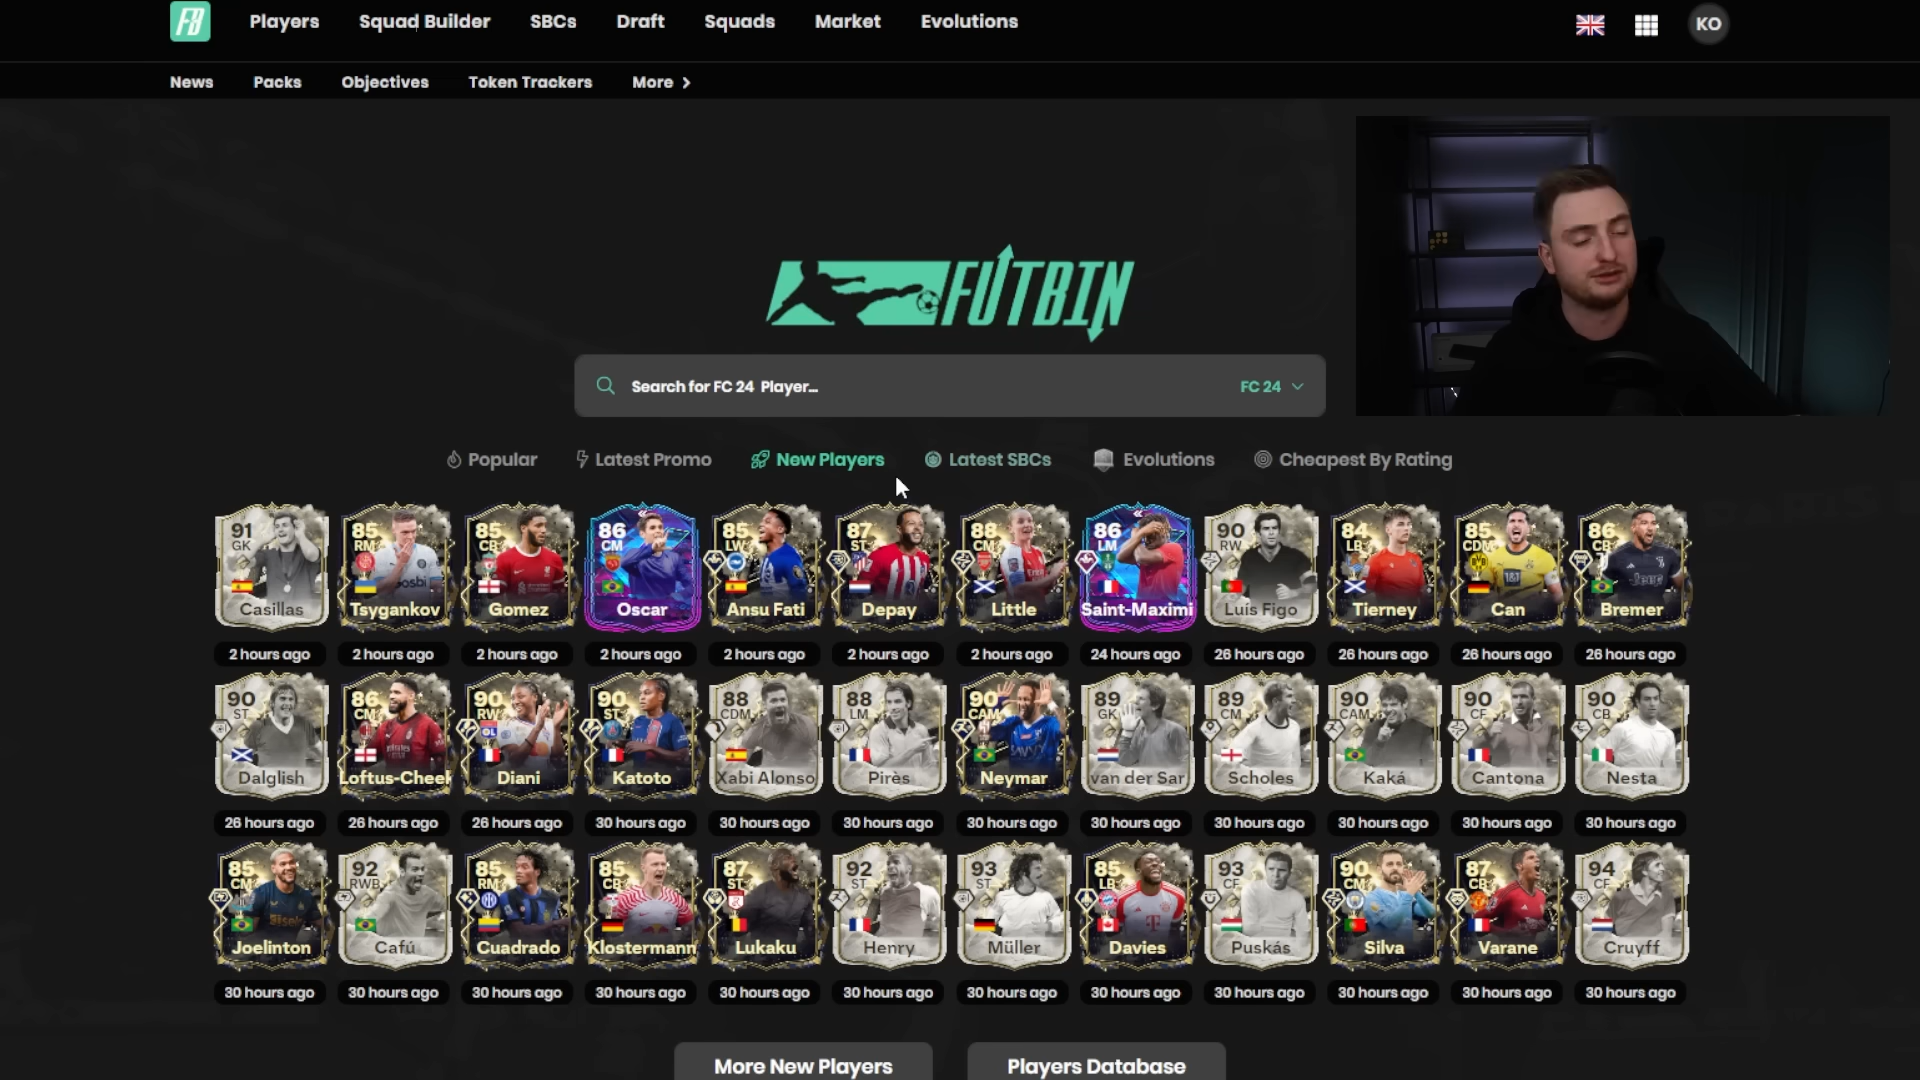 FB Players Squad Builder SBCs Draft Squads Market Evolutions KO
News Packs Objectives Token Trackers More
FUTBIN
Search for FC 24 Player... FC 24
Popular Latest Promo New Players Latest SBCs Evolutions Cheapest By Rating
91 85 85 86 85 87 88 86 90 84 85 86
GK RM CB CM LW ST CM LM RW LB CDM CB
Casillas Tsygankov Gomez Oscar Ansu Fati Depay Little Saint-Maximi Luís Figo Tierney Can Bremer
2 hours ago 2 hours ago 2 hours ago 2 hours ago 2 hours ago 2 hours ago 2 hours ago 24 hours ago 26 hours ago 26 hours ago 26 hours ago 26 hours ago
90 86 90 90 88 88 90 89 89 90 90 90
ST CM RW ST CDM LM CAM GK CM CAM CF CB
Dalglish Loftus-Cheek Diani Katoto Xabi Alonso Pirès Neymar van der Sar Scholes Kaká Cantona Nesta
26 hours ago 26 hours ago 26 hours ago 30 hours ago 30 hours ago 30 hours ago 30 hours ago 30 hours ago 30 hours ago 30 hours ago 30 hours ago 30 hours ago
85 92 85 85 87 92 93 85 93 90 87 94
CM RWB RM CB ST ST ST LB CF CM CB CF
Joelinton Cafú Cuadrado Klostermann Lukaku Henry Müller Davies Puskás Silva Varane Cruyff
30 hours ago 30 hours ago 30 hours ago 30 hours ago 30 hours ago 30 hours ago 30 hours ago 30 hours ago 30 hours ago 30 hours ago 30 hours ago 30 hours ago
More New Players Players Database